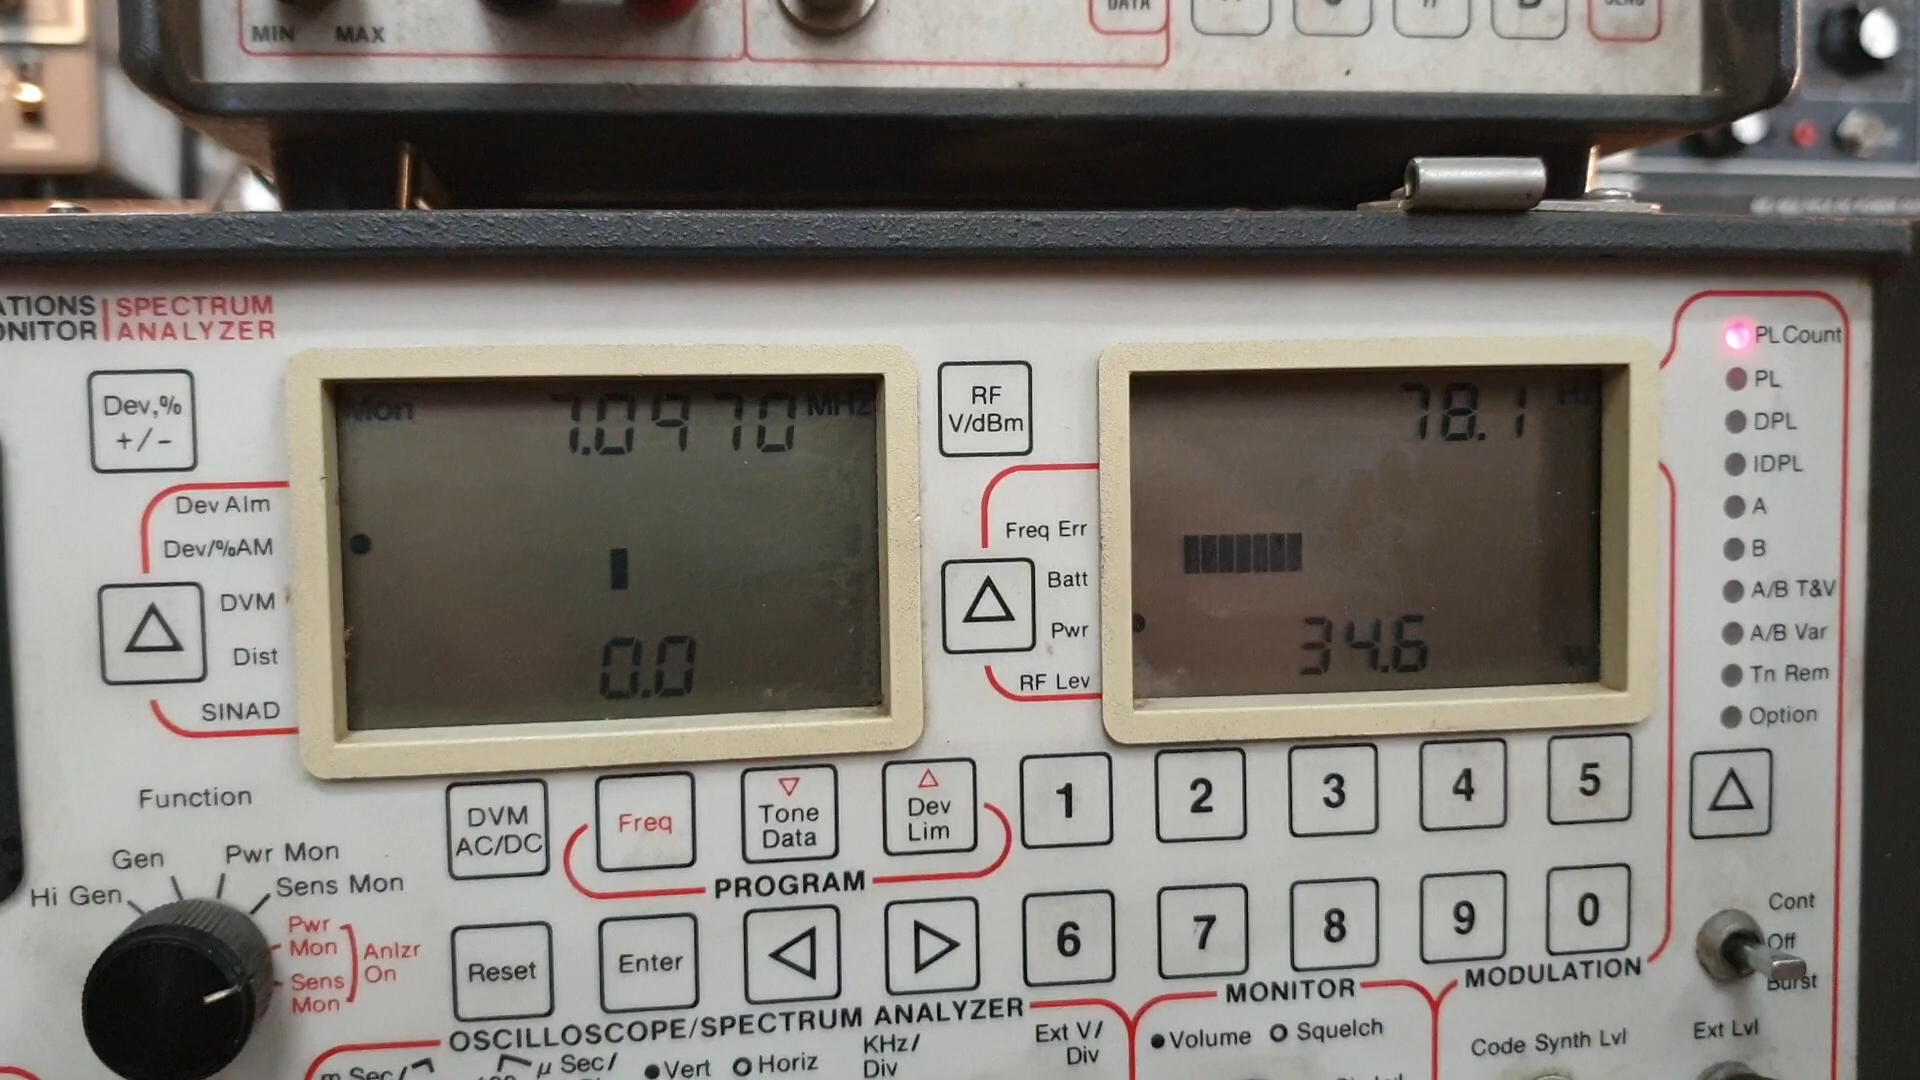 MIN MAX
DATA
ATIONS SPECTRUM
ONITOR ANALYZER
Dev,%
+/-
Dev Alm
Dev/%AM
DVM
Dist
SINAD
Mon 7.0970 MHz
0.0
RF
V/dBm
Freq Err
Batt
Pwr
RF Lev
78.1 Hz
34.6 W
PL Count
PL
DPL
IDPL
A
B
A/B T&V
A/B Var
Tn Rem
Option
Function
Gen
Hi Gen
Pwr Mon
Sens Mon
Pwr
Mon
Sens
Mon
Anlzr
On
DVM
AC/DC
Freq
Tone
Data
Dev
Lim
PROGRAM
Reset
Enter
1 2 3 4 5
6 7 8 9 0
MODULATION
MONITOR
Volume Squelch
Cont
Off
Burst
Code Synth Lvl
Ext Lvl
OSCILLOSCOPE/SPECTRUM ANALYZER
m Sec/
µ Sec/
Vert Horiz
KHz/
Div
Ext V/
Div